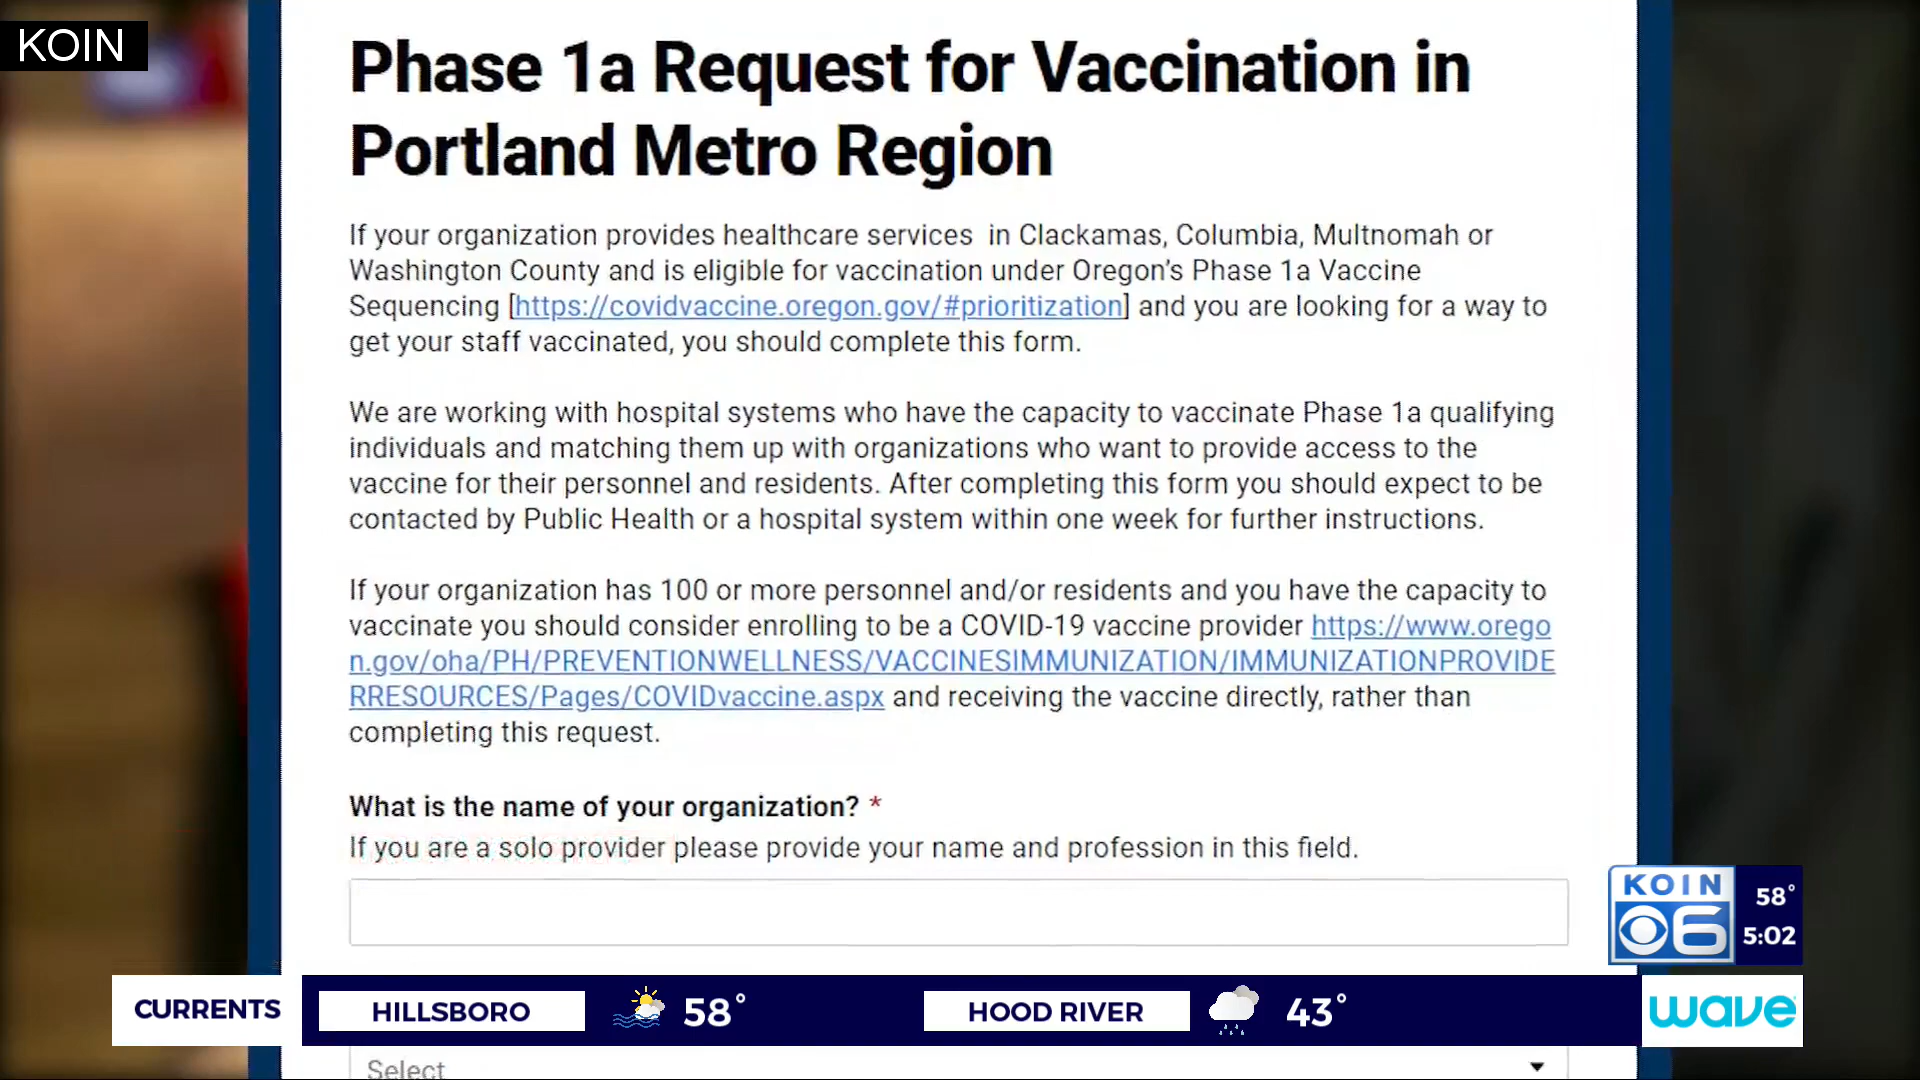 KOIN
Phase 1a Request for Vaccination in
Portland Metro Region
If your organization provides healthcare services  in Clackamas, Columbia, Multnomah or
Washington County and is eligible for vaccination under Oregon's Phase 1a Vaccine
Sequencing [https://covidvaccine.oregon.gov/#prioritization] and you are looking for a way to
get your staff vaccinated, you should complete this form.
We are working with hospital systems who have the capacity to vaccinate Phase 1a qualifying
individuals and matching them up with organizations who want to provide access to the
vaccine for their personnel and residents. After completing this form you should expect to be
contacted by Public Health or a hospital system within one week for further instructions.
If your organization has 100 or more personnel and/or residents and you have the capacity to
vaccinate you should consider enrolling to be a COVID-19 vaccine provider https://www.orego
n.gov/oha/PH/PREVENTIONWELLNESS/VACCINESIMMUNIZATION/IMMUNIZATIONPROVIDE
RRESOURCES/Pages/COVIDvaccine.aspx and receiving the vaccine directly, rather than
completing this request.
What is the name of your organization? *
If you are a solo provider please provide your name and profession in this field.
KOIN
6
58°
5:02
CURRENTS
HILLSBORO
58°
HOOD RIVER
43°
wave
Select